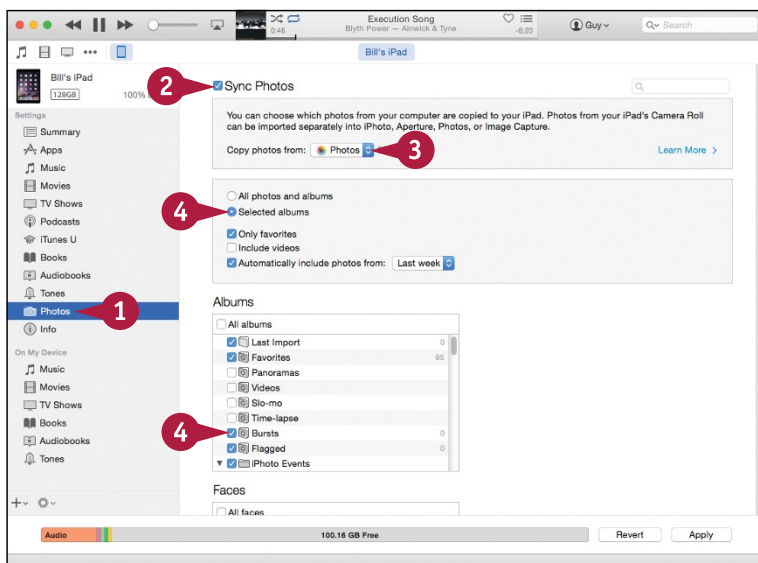 Execution Song
0:46
Blyth Power — Alnwick & Tyne
-6:20
Guy
Search
Bill's iPad
Bill's iPad
128GB
100%
2
Sync Photos
Settings
Summary
Apps
Music
Movies
TV Shows
Podcasts
iTunes U
Books
Audiobooks
Tones
Photos
1
Info
On My Device
Music
Movies
TV Shows
Books
Audiobooks
Tones
You can choose which photos from your computer are copied to your iPad. Photos from your iPad's Camera Roll
can be imported separately into iPhoto, Aperture, Photos, or Image Capture.
Copy photos from: Photos
3
Learn More >
All photos and albums
4
Selected albums
Only favorites
Include videos
Automatically include photos from: Last week
Albums
All albums
Last Import 0
Favorites 95
Panoramas
Videos
Slo-mo
Time-lapse
4
Bursts 0
Flagged 0
iPhoto Events
Faces
All faces
Audio
100.16 GB Free
Revert
Apply